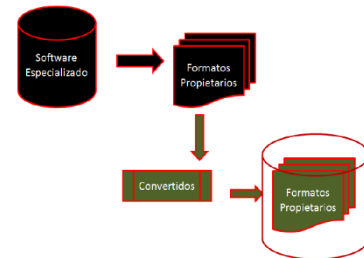 Software
Especializado
Formatos
Propietarios
Convertidos
Formatos
Propietarios